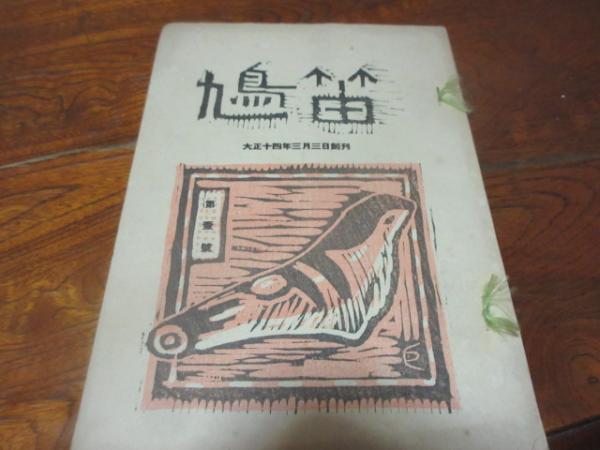 鳩笛
大正十四年三月三日創刊
第壹號